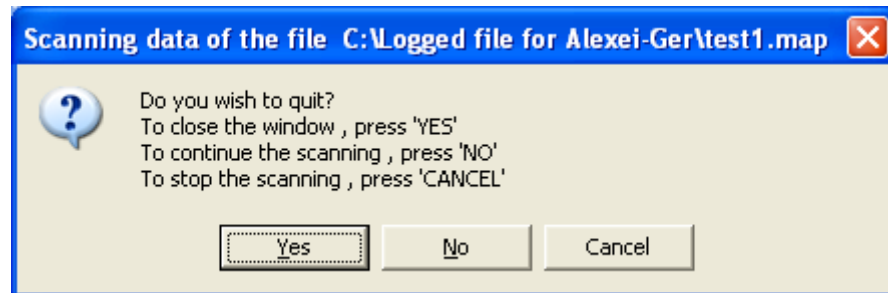 Scanning data of the file C:\Logged file for Alexei-Ger\test1.map
Do you wish to quit?
To close the window , press 'YES'
To continue the scanning , press 'NO'
To stop the scanning , press 'CANCEL'
Yes No Cancel